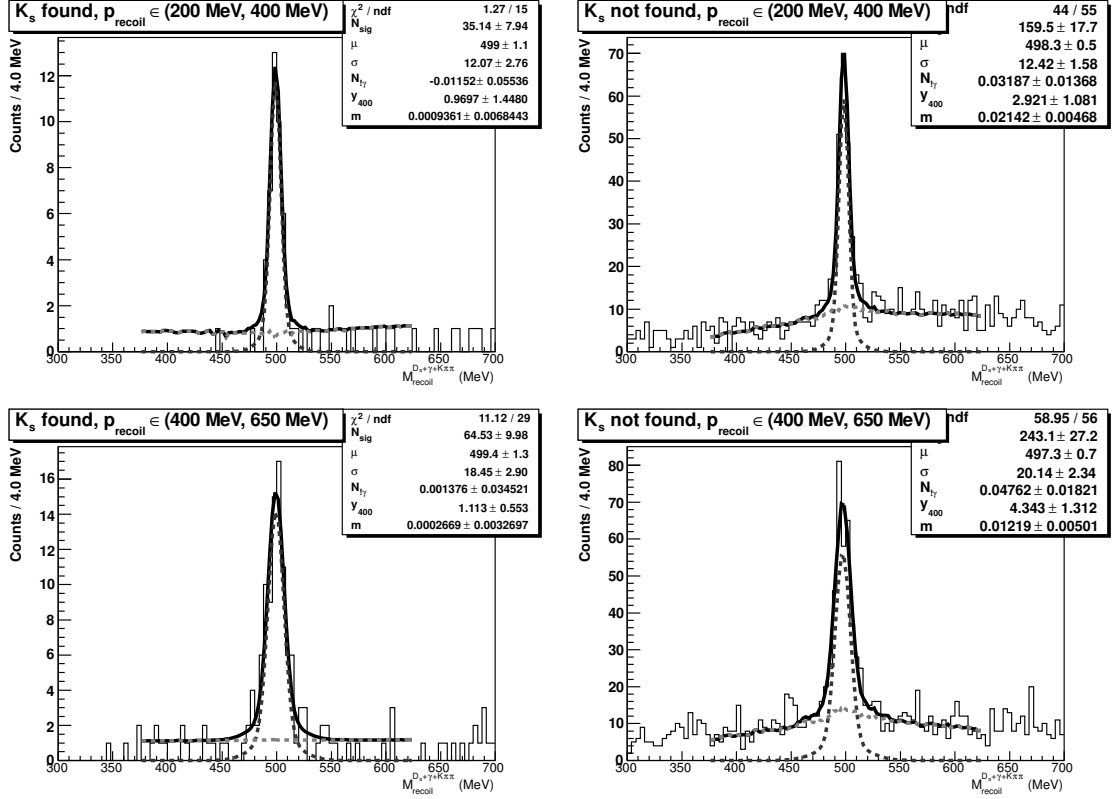 K_s found, p_recoil ∈ (200 MeV, 400 MeV)
χ² / ndf 1.27 / 15
N_sig 35.14 ± 7.94
μ 499 ± 1.1
σ 12.07 ± 2.76
N_!γ -0.01152 ± 0.05536
y_400 0.9697 ± 1.4480
m 0.0009361 ± 0.0068443
Counts / 4.0 MeV
12
10
8
6
4
2
0
300 350 400 450 500 550 600 650 700
M_recoil^{D_s+γ+Kππ} (MeV)
K_s not found, p_recoil ∈ (200 MeV, 400 MeV)
ndf 44 / 55
159.5 ± 17.7
μ 498.3 ± 0.5
σ 12.42 ± 1.58
N_!γ 0.03187 ± 0.01368
y_400 2.921 ± 1.081
m 0.02142 ± 0.00468
Counts / 4.0 MeV
70
60
50
40
30
20
10
0
300 350 400 450 500 550 600 650 700
M_recoil^{D_s+γ+Kππ} (MeV)
K_s found, p_recoil ∈ (400 MeV, 650 MeV)
χ² / ndf 11.12 / 29
N_sig 64.53 ± 9.98
μ 499.4 ± 1.3
σ 18.45 ± 2.90
N_!γ 0.001376 ± 0.034521
y_400 1.113 ± 0.553
m 0.0002669 ± 0.0032697
Counts / 4.0 MeV
16
14
12
10
8
6
4
2
0
300 350 400 450 500 550 600 650 700
M_recoil^{D_s+γ+Kππ} (MeV)
K_s not found, p_recoil ∈ (400 MeV, 650 MeV)
ndf 58.95 / 56
243.1 ± 27.2
μ 497.3 ± 0.7
σ 20.14 ± 2.34
N_!γ 0.04762 ± 0.01821
y_400 4.343 ± 1.312
m 0.01219 ± 0.00501
Counts / 4.0 MeV
80
70
60
50
40
30
20
10
0
300 350 400 450 500 550 600 650 700
M_recoil^{D_s+γ+Kππ} (MeV)